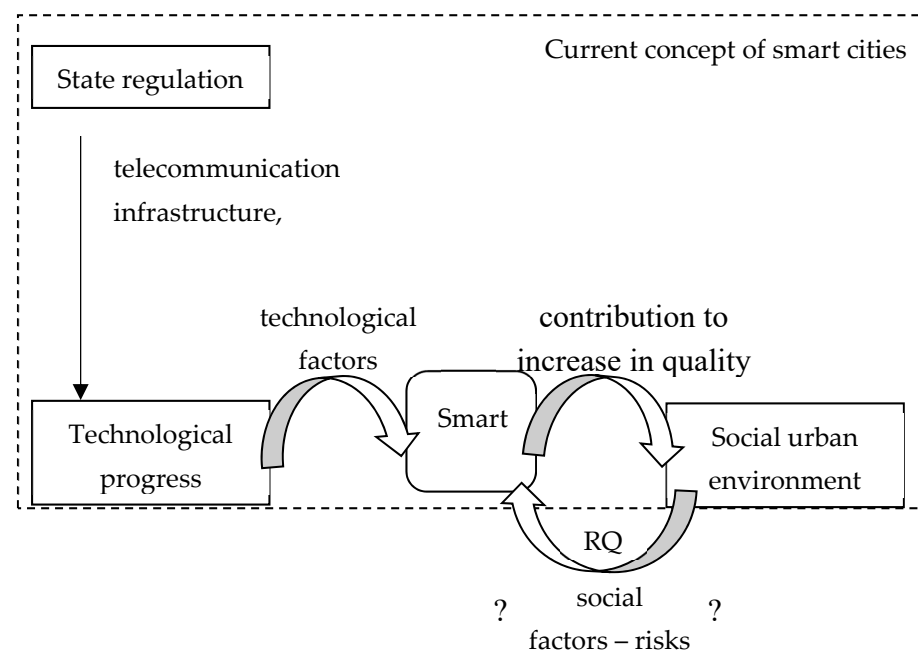 Current concept of smart cities
State regulation
telecommunication
infrastructure,
technological
factors
contribution to
increase in quality
Technological
progress
Smart
Social urban
environment
RQ
? social ?
factors – risks